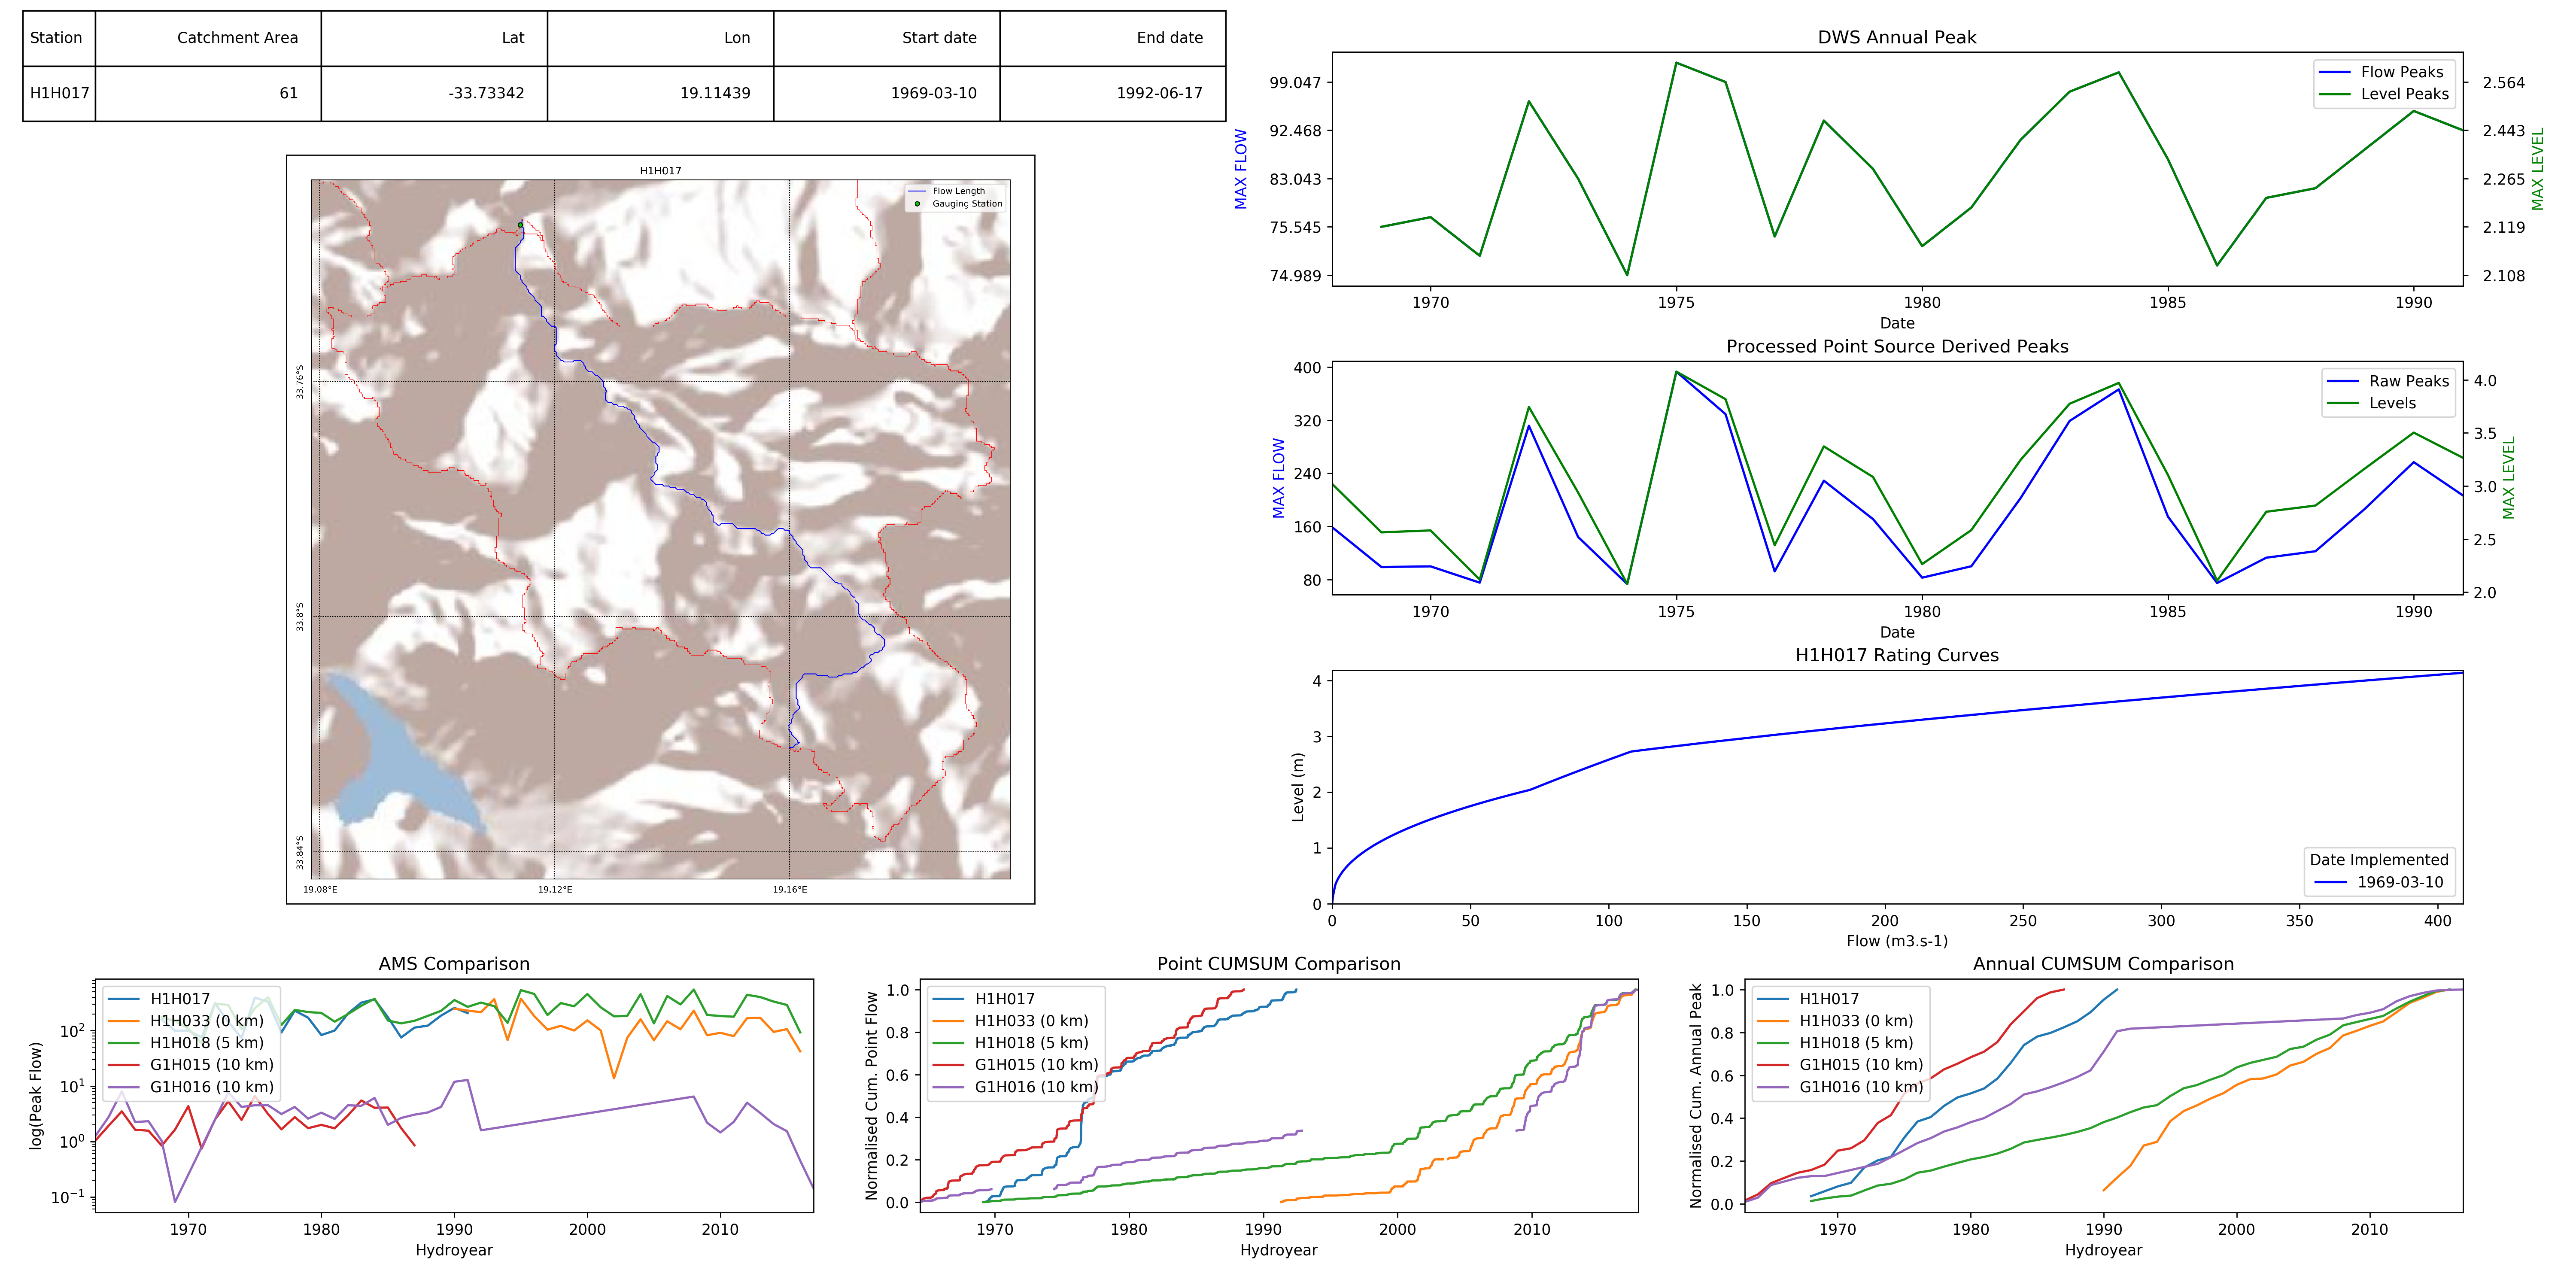 Station Catchment Area Lat Lon Start date End date
H1H017 61 -33.73342 19.11439 1969-03-10 1992-06-17
H1H017
Flow Length
Gauging Station
33.76°S
33.8°S
33.84°S
19.08°E 19.12°E 19.16°E
DWS Annual Peak
Flow Peaks
Level Peaks
99.047
92.468
83.043
75.545
74.989
MAX FLOW
2.564
2.443
2.265
2.119
2.108
MAX LEVEL
1970 1975 1980 1985 1990
Date
Processed Point Source Derived Peaks
Raw Peaks
Levels
400
320
240
160
80
MAX FLOW
4.0
3.5
3.0
2.5
2.0
MAX LEVEL
1970 1975 1980 1985 1990
Date
H1H017 Rating Curves
4
3
2
1
0
Level (m)
Date Implemented
1969-03-10
0 50 100 150 200 250 300 350 400
Flow (m3.s-1)
AMS Comparison
H1H017
H1H033 (0 km)
H1H018 (5 km)
G1H015 (10 km)
G1H016 (10 km)
10²
10¹
10⁰
10⁻¹
log(Peak Flow)
1970 1980 1990 2000 2010
Hydroyear
Point CUMSUM Comparison
H1H017
H1H033 (0 km)
H1H018 (5 km)
G1H015 (10 km)
G1H016 (10 km)
1.0
0.8
0.6
0.4
0.2
0.0
Normalised Cum. Point Flow
1970 1980 1990 2000 2010
Hydroyear
Annual CUMSUM Comparison
H1H017
H1H033 (0 km)
H1H018 (5 km)
G1H015 (10 km)
G1H016 (10 km)
1.0
0.8
0.6
0.4
0.2
0.0
Normalised Cum. Annual Peak
1970 1980 1990 2000 2010
Hydroyear